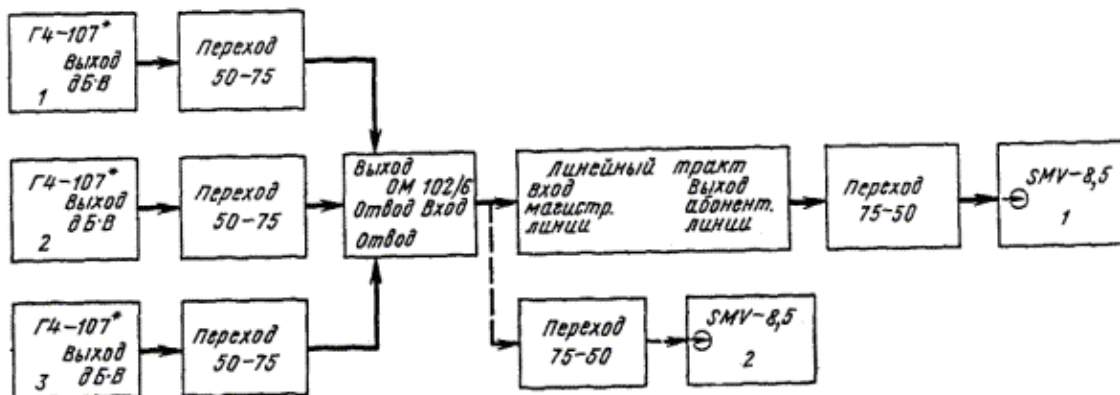 Г4-107*
Выход
дБ·В
1
Переход
50-75
Г4-107*
Выход
дБ·В
2
Переход
50-75
Г4-107*
Выход
дБ·В
3
Переход
50-75
Выход
ОМ 102/6
Отвод Вход
Отвод
Линейный тракт
вход Выход
магистр. абонент.
линии линии
Переход
75-50
SMV-8,5
1
Переход
75-50
SMV-8,5
2